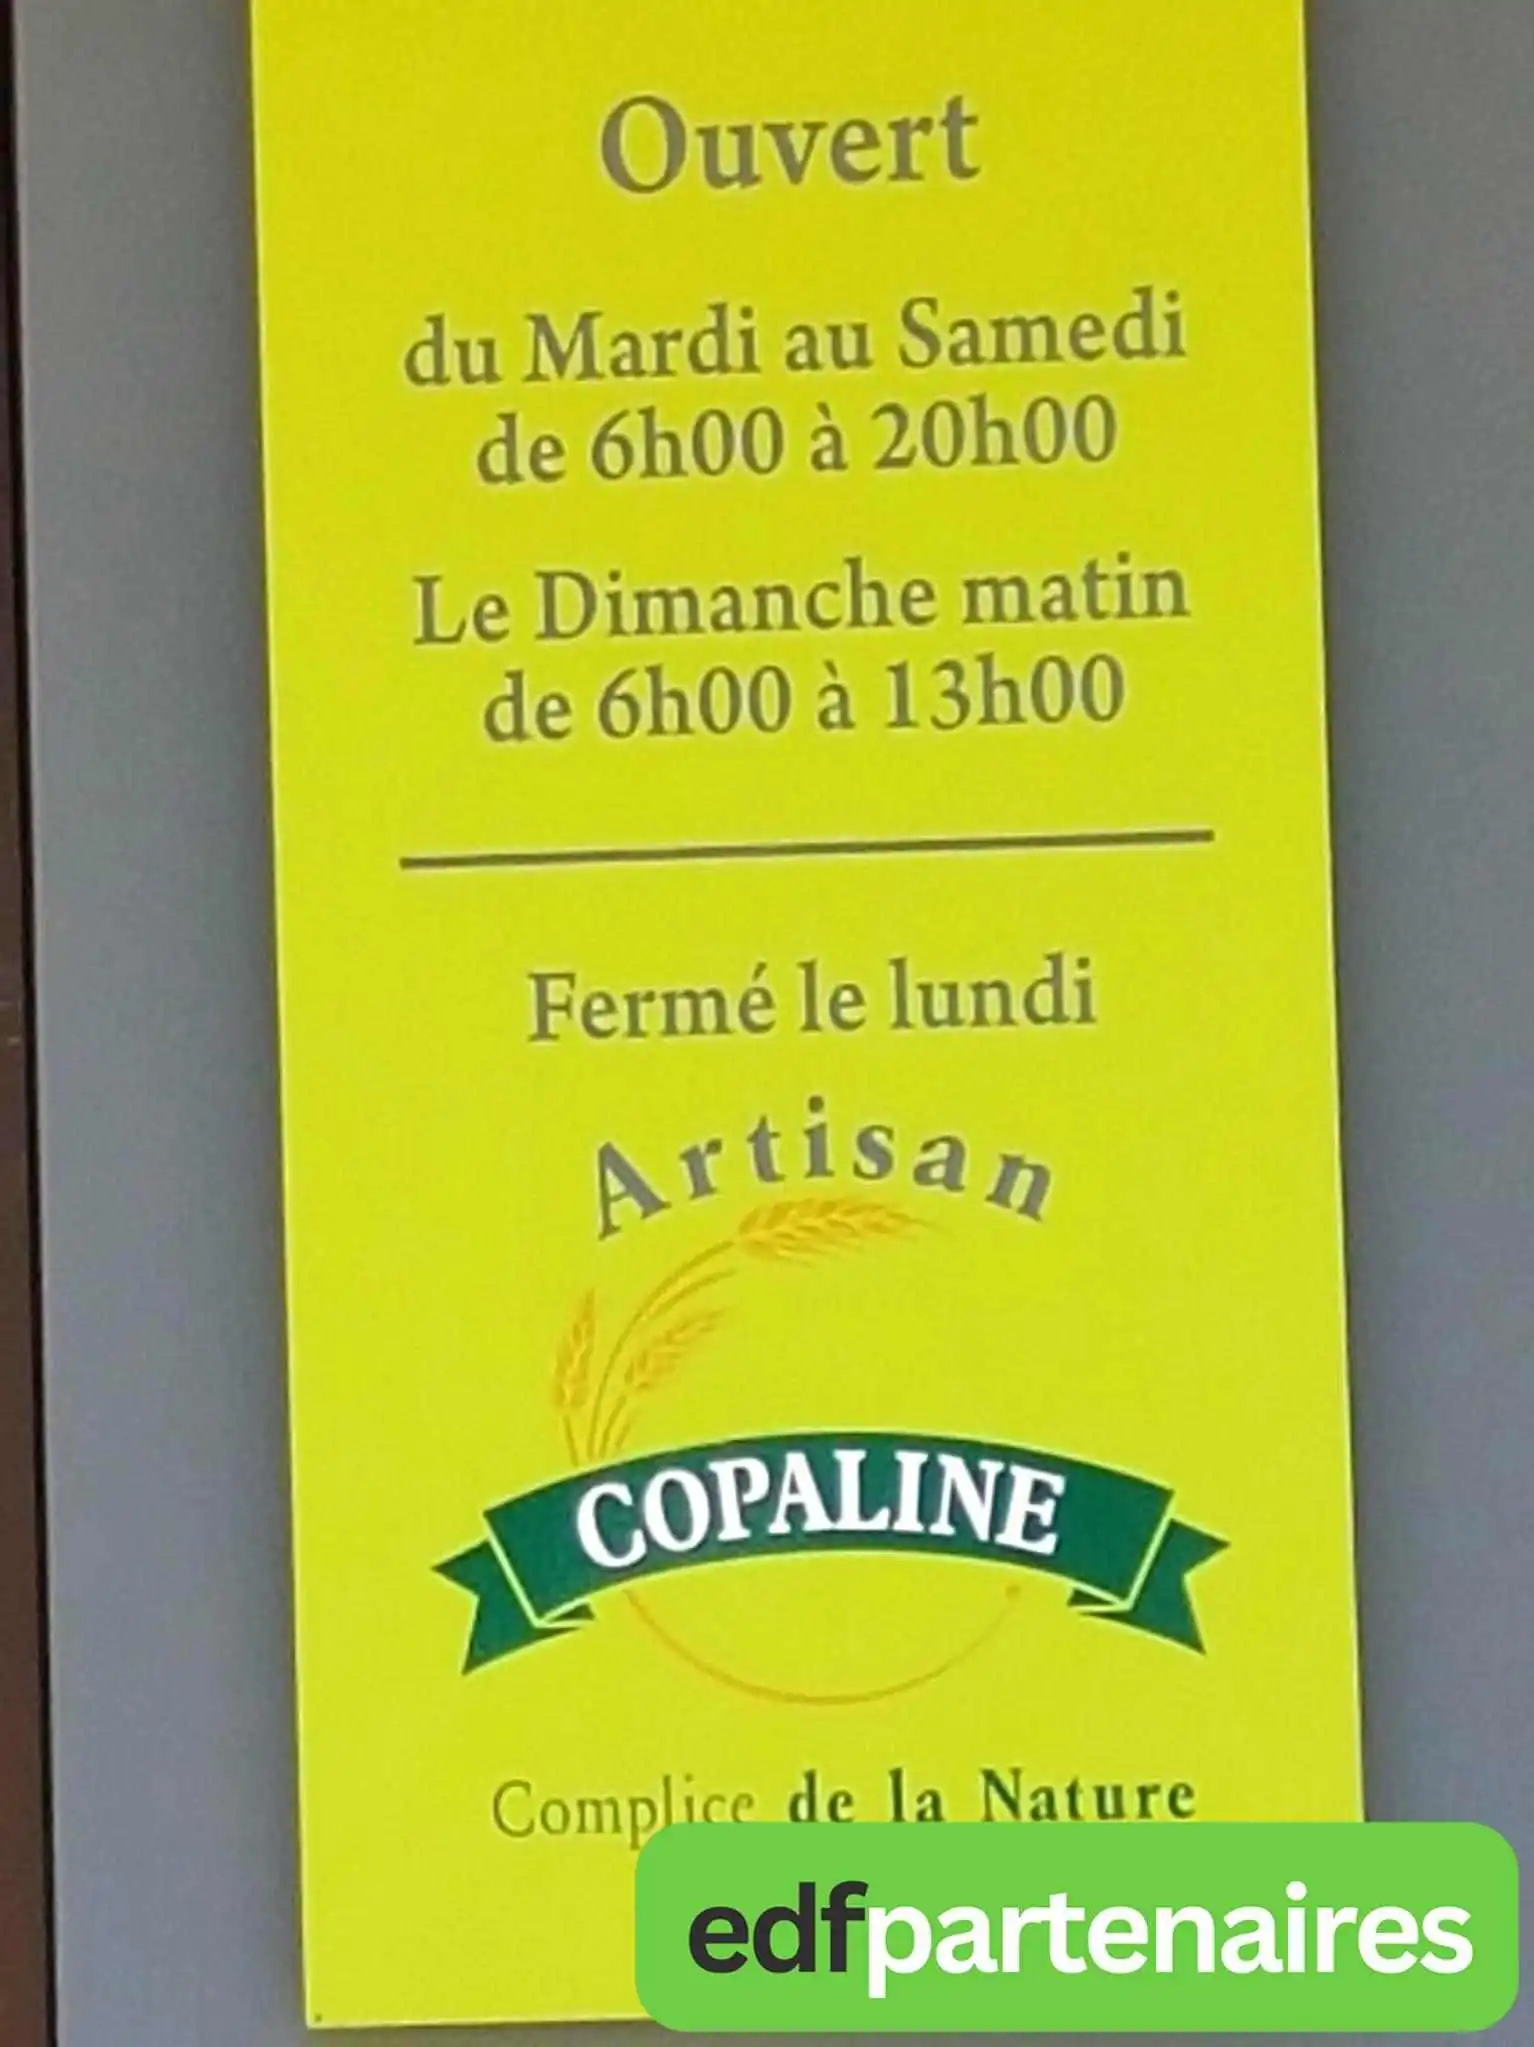 Ouvert
du Mardi au Samedi
de 6h00 à 20h00
Le Dimanche matin
de 6h00 à 13h00
Fermé le lundi
Artisan
COPALINE
Complice de la Nature
edfpartenaires